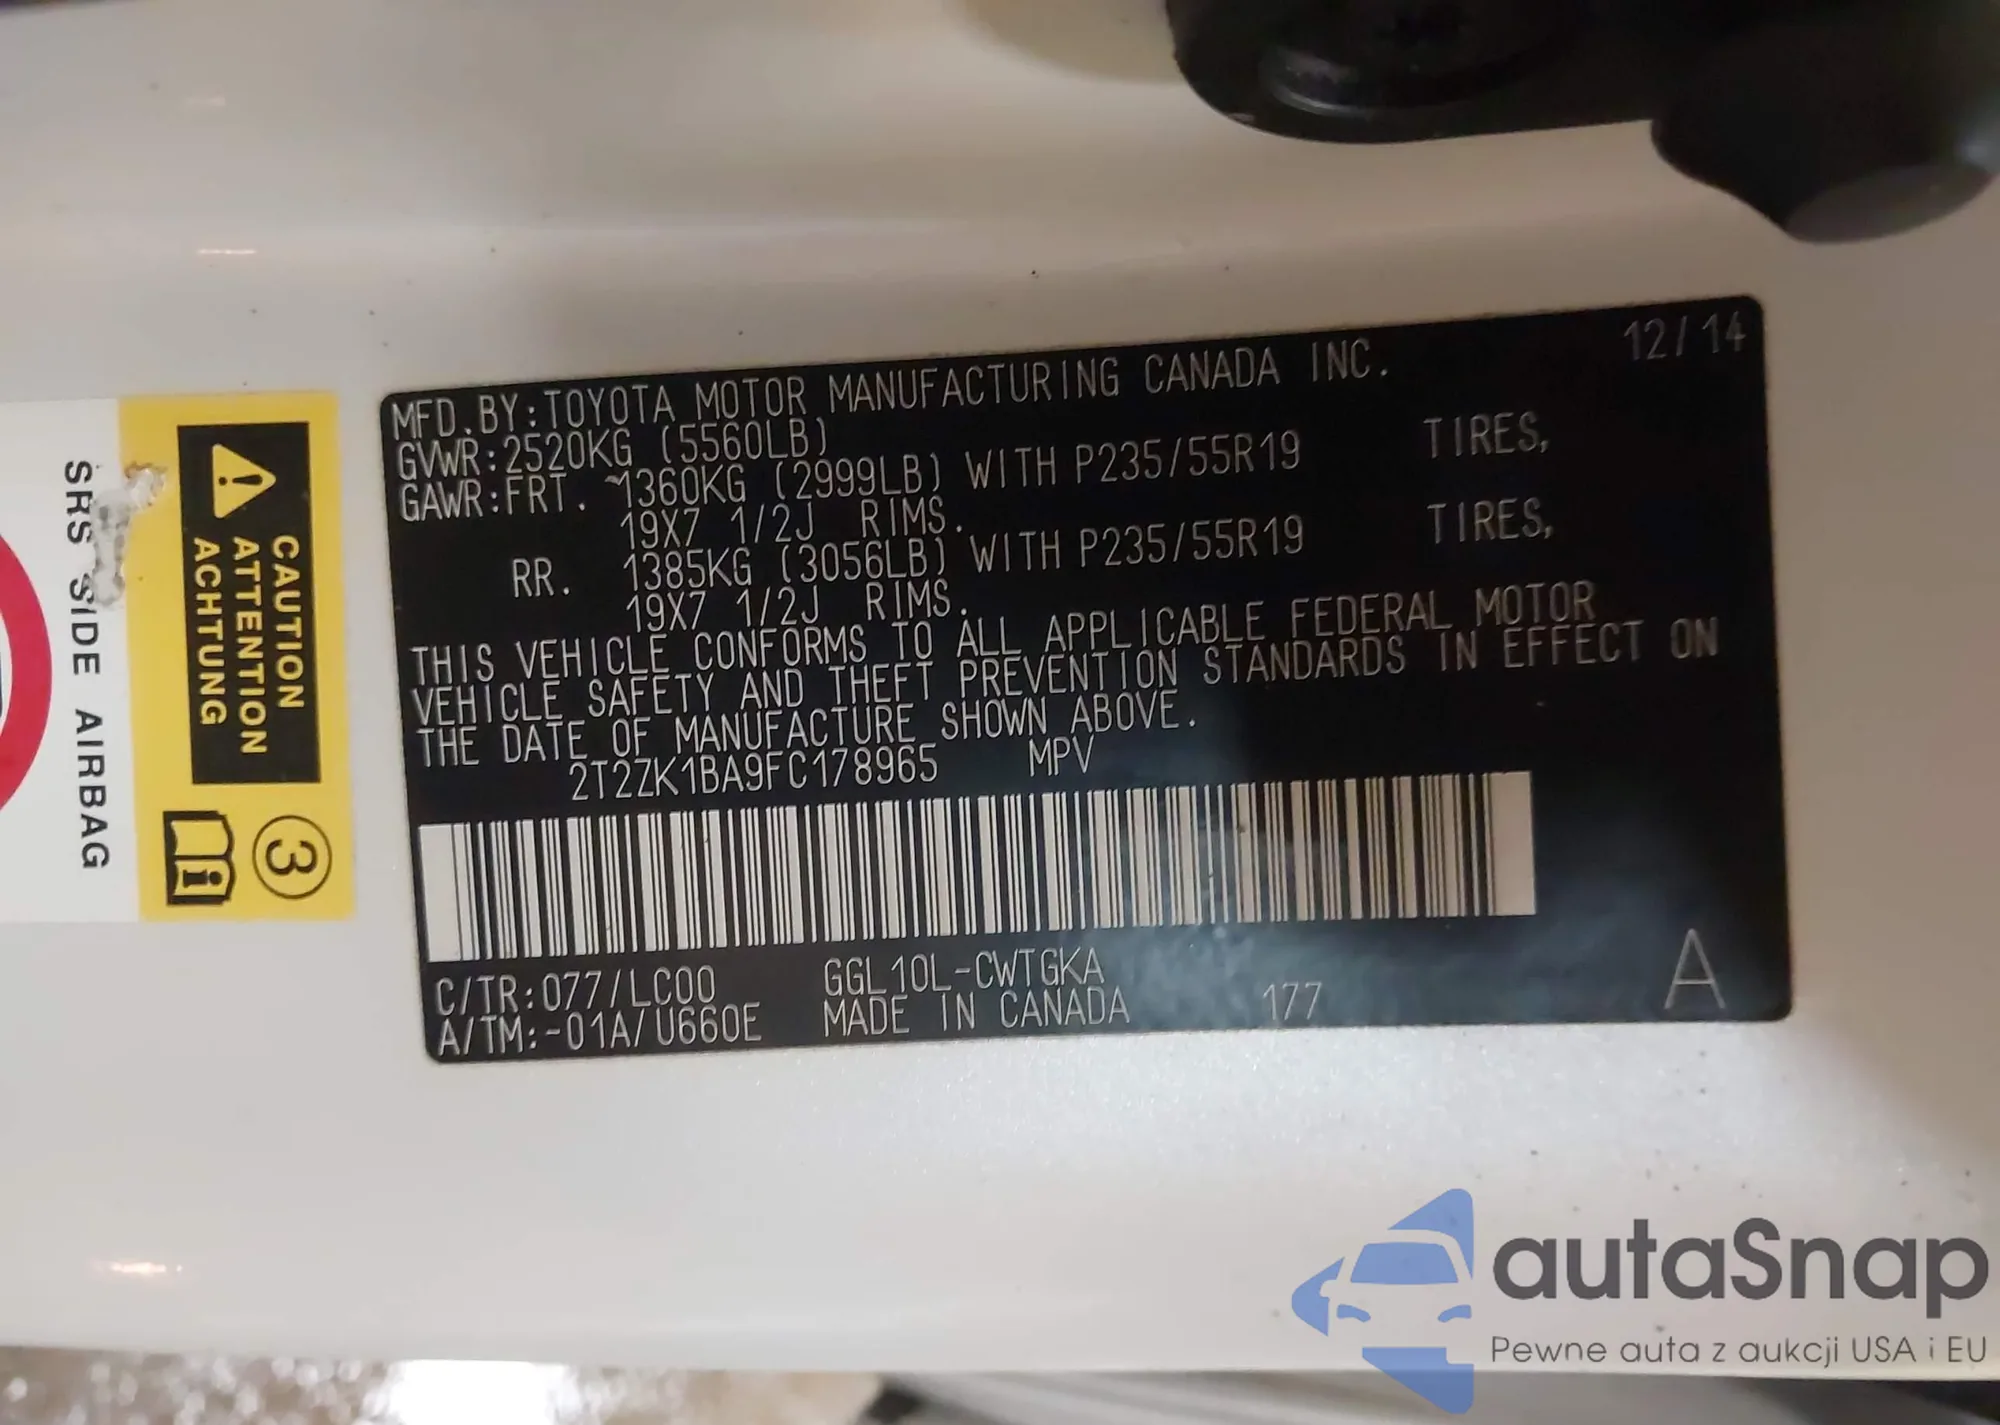 12/14
MFD.BY:TOYOTA MOTOR MANUFACTURING CANADA INC.
GVWR:2520KG (5560LB)
GAWR:FRT. 1360KG (2999LB) WITH P235/55R19 TIRES,
19X7 1/2J RIMS.
RR. 1385KG (3056LB) WITH P235/55R19 TIRES,
19X7 1/2J RIMS.
THIS VEHICLE CONFORMS TO ALL APPLICABLE FEDERAL MOTOR
VEHICLE SAFETY AND THEFT PREVENTION STANDARDS IN EFFECT ON
THE DATE OF MANUFACTURE SHOWN ABOVE.
2T2ZK1BA9FC178965 MPV
C/TR:077/LC00 GGL10L-CWTGKA
A/TM:-01A/U660E MADE IN CANADA 177 A
CAUTION
ATTENTION
ACHTUNG
3
i
SRS SIDE AIRBAG
autaSnap
Pewne auta z aukcji USA i EU